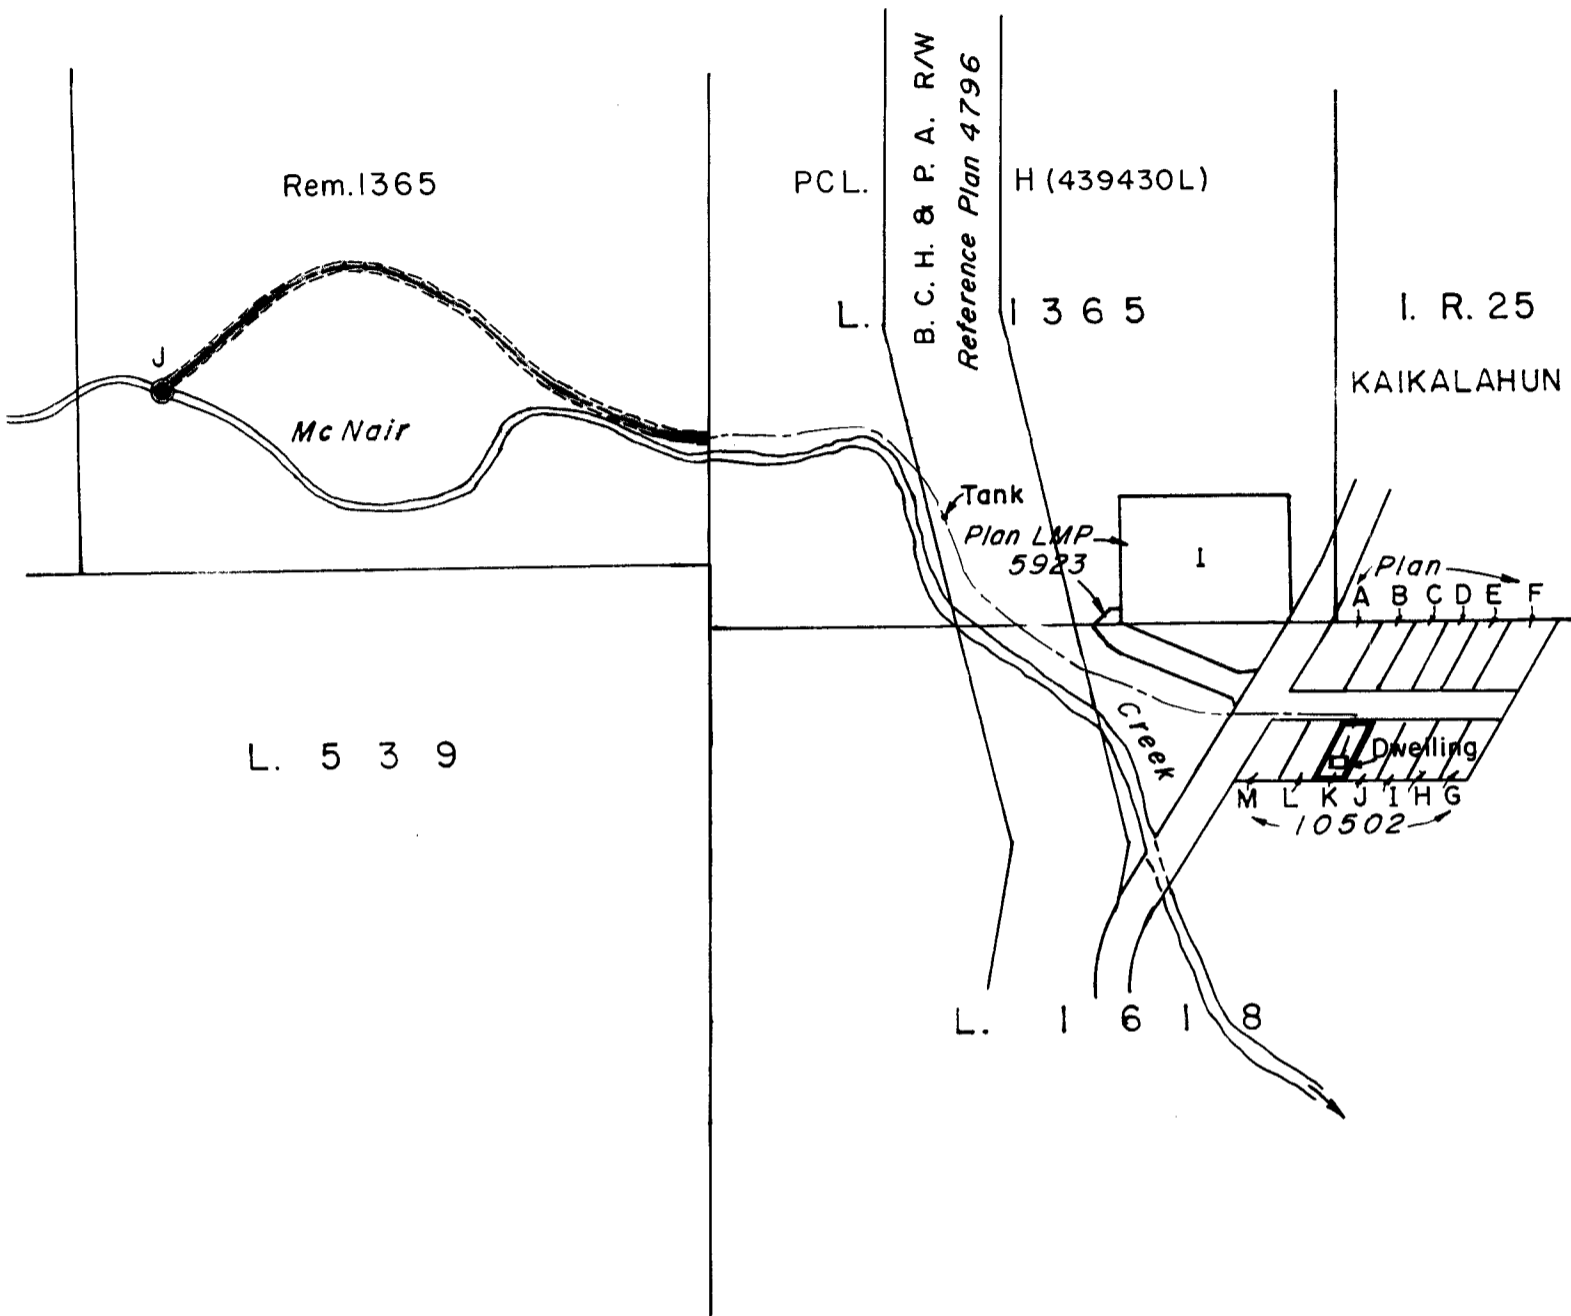 Rem. 1365
PCL.
H (439430L)
B. C. H. & P. A. R/W
Reference Plan 4796
L.
1 3 6 5
I. R. 25
KAIKALAHUN
J
Mc Nair
Tank
Plan LMP
5923
1
Plan
A B C D E F
Creek
Dwelling
M L K J I H G
10502
L. 5 3 9
L. 1 6 1 8